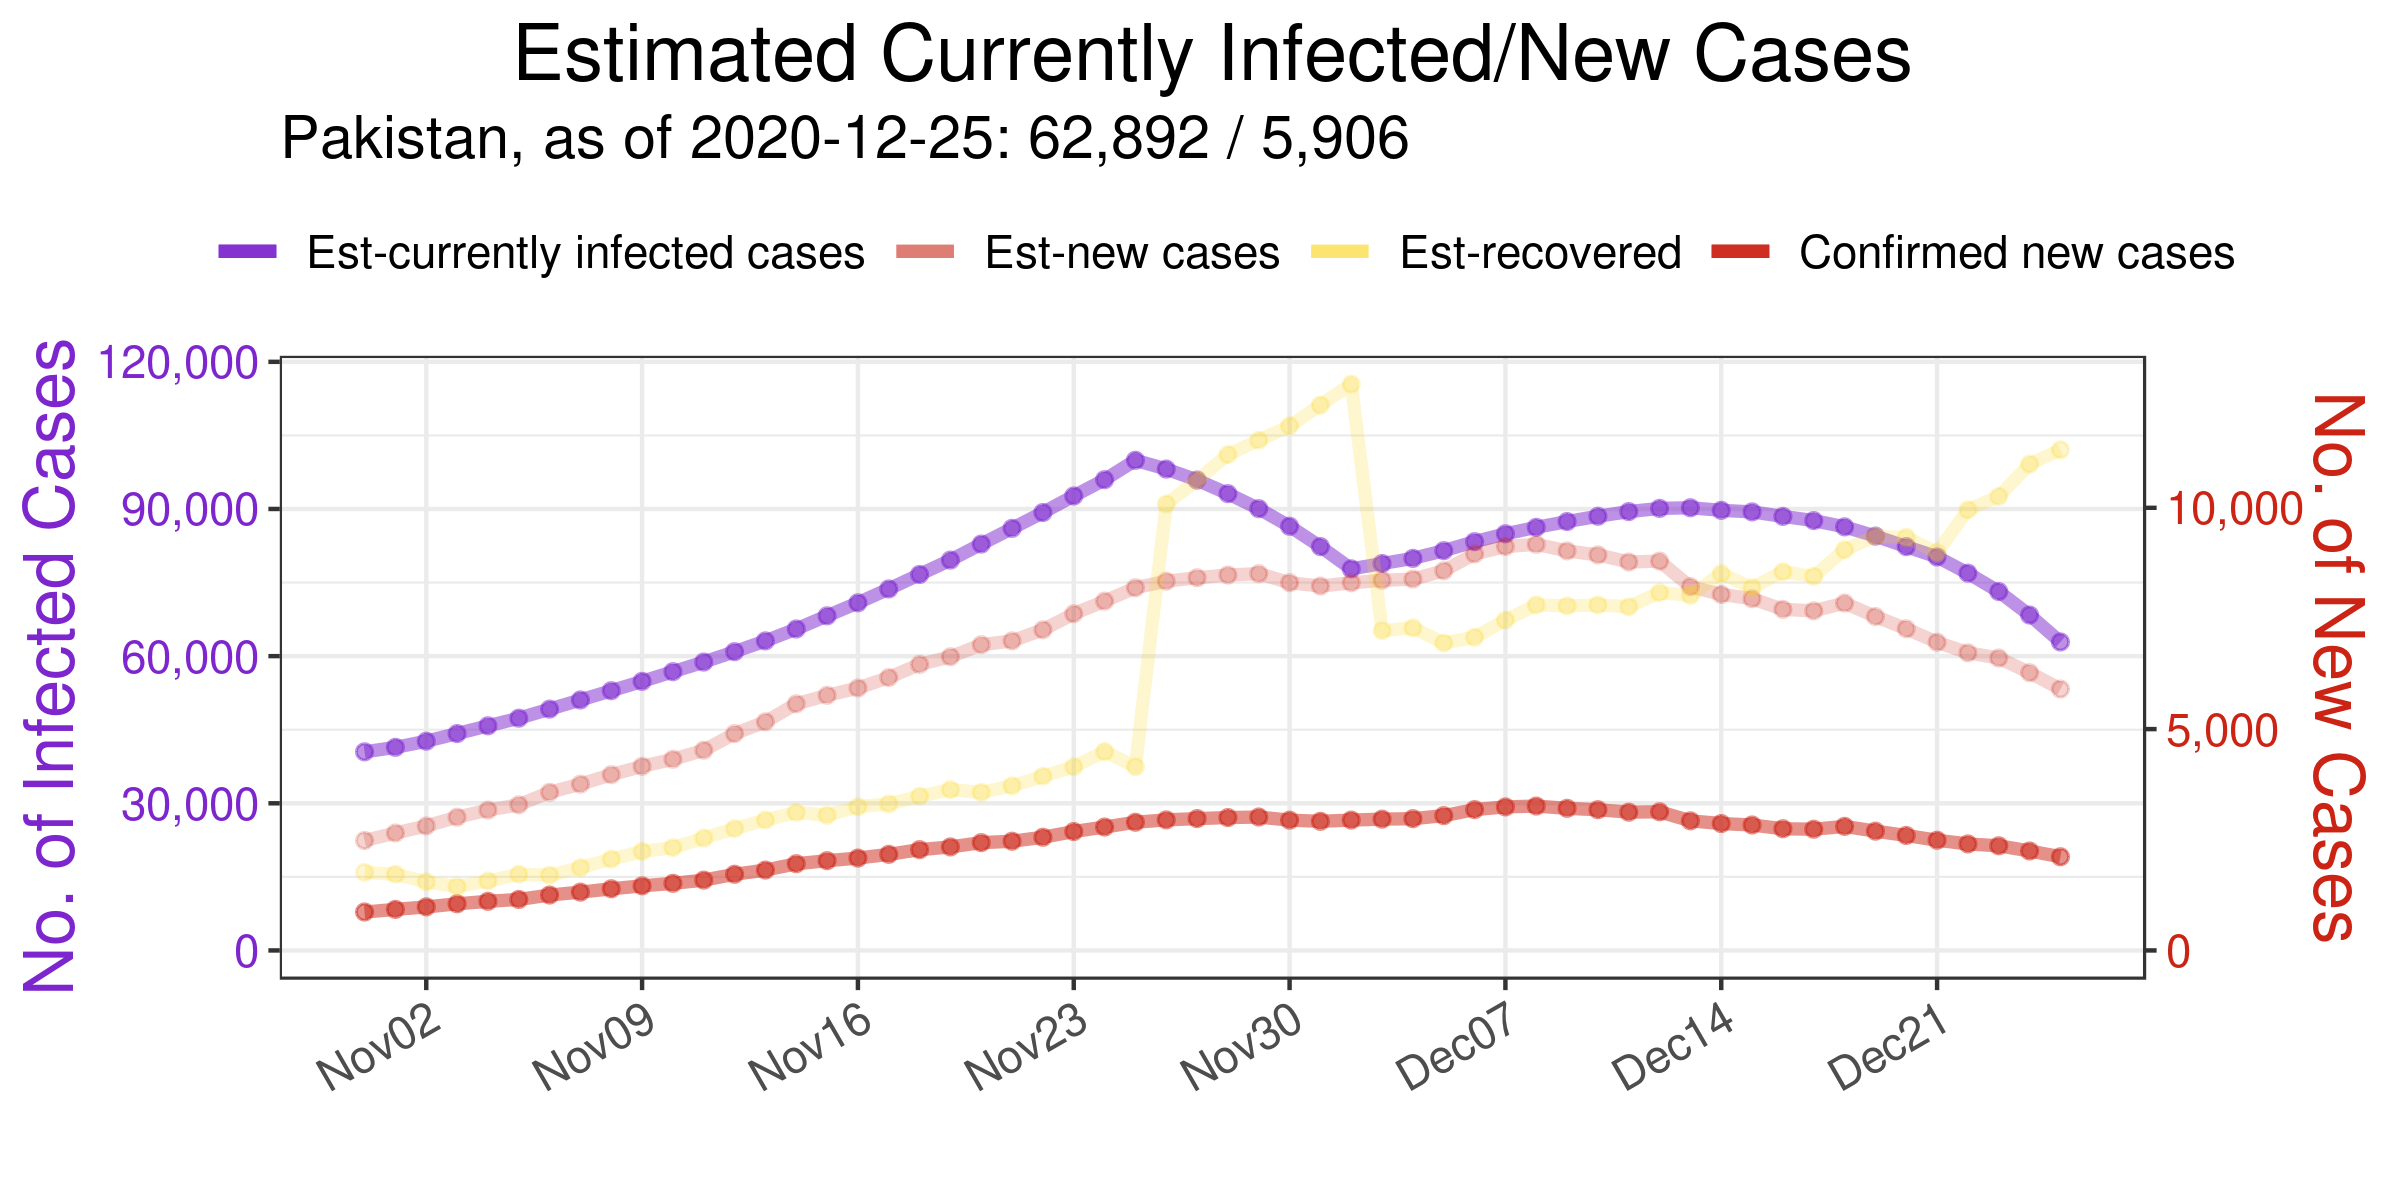 Estimated Currently Infected/New Cases
Pakistan, as of 2020-12-25: 62,892 / 5,906
Est-currently infected cases Est-new cases Est-recovered Confirmed new cases
No. of Infected Cases
120,000
90,000
60,000
30,000
0
10,000
5,000
0
No. of New Cases
Nov02 Nov09 Nov16 Nov23 Nov30 Dec07 Dec14 Dec21